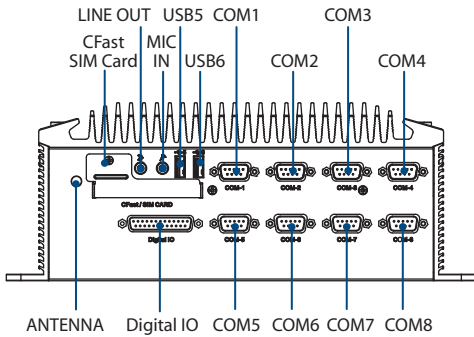 LINE OUT USB5 COM1 COM3
CFast SIM Card
MIC IN
USB6 COM2 COM4
COM-1 COM-2 COM-3 COM-4
CFast / SIM CARD
Digital IO COM-5 COM-6 COM-7 COM-8
ANTENNA Digital IO COM5 COM6 COM7 COM8